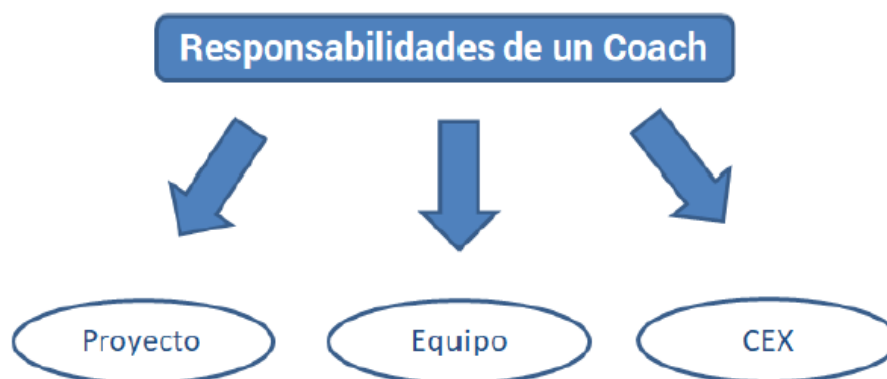 Responsabilidades de un Coach
Proyecto
Equipo
CEX